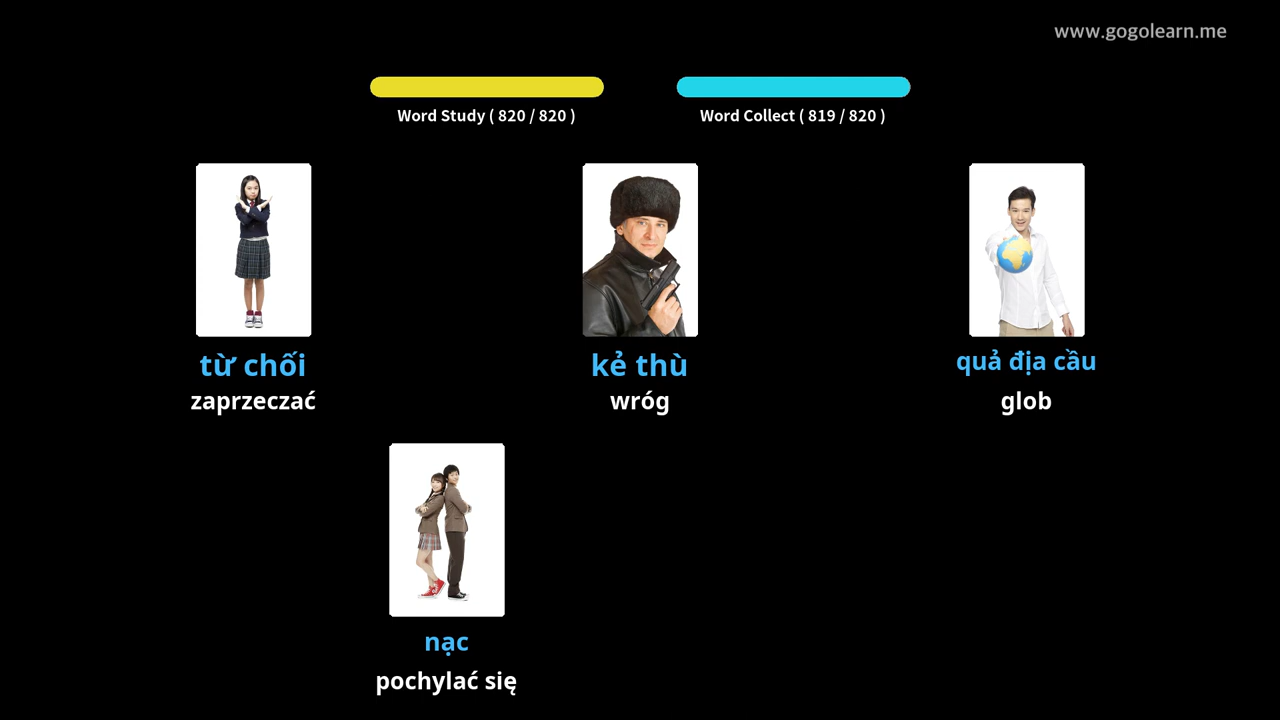 www.gogolearn.me
Word Study ( 820 / 820 )
Word Collect ( 819 / 820 )
từ chối
zaprzeczać
kẻ thù
wróg
quả địa cầu
glob
nạc
pochylać się